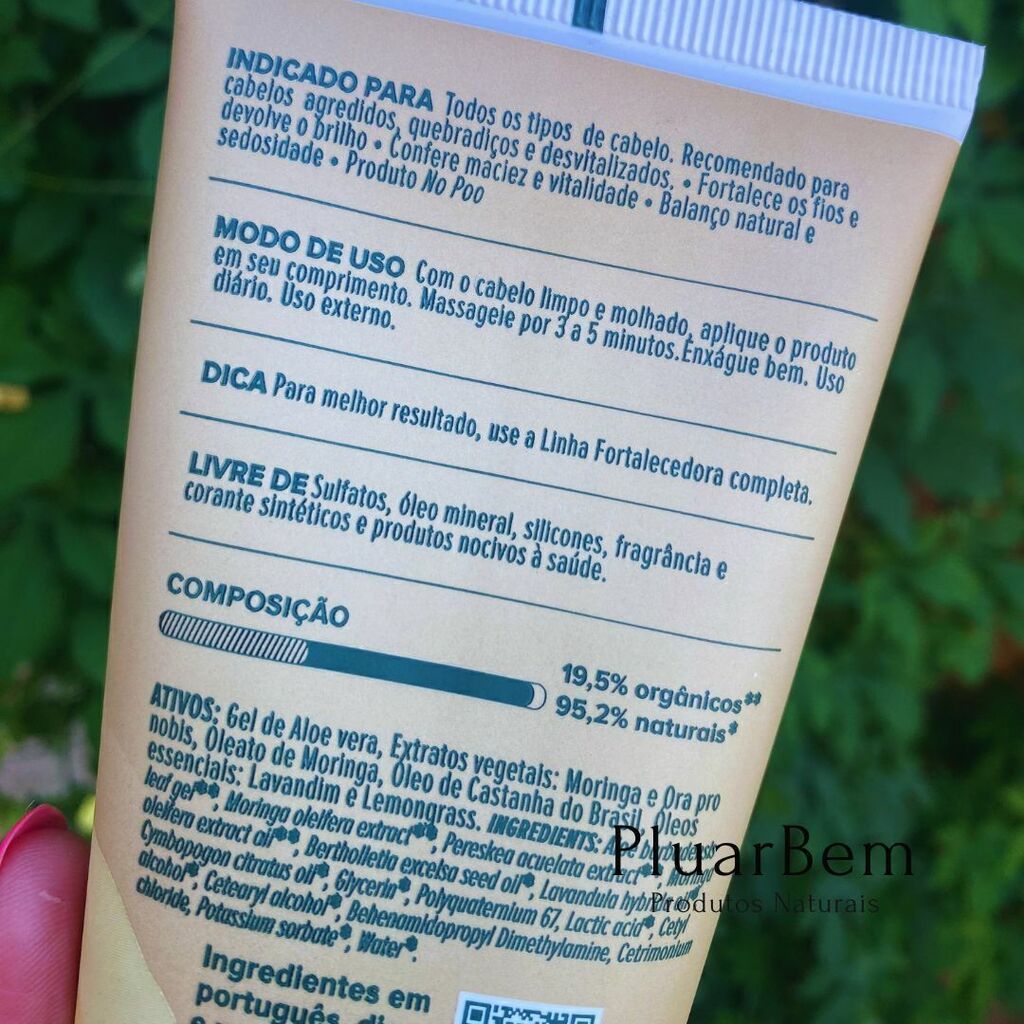 INDICADO PARA Todos os tipos de cabelo. Recomendado para
cabelos agredidos, quebradiços e desvitalizados. • Fortalece os fios e
devolve o brilho • Confere maciez e vitalidade • Balanço natural e
sedosidade • Produto No Poo
MODO DE USO Com o cabelo limpo e molhado, aplique o produto
em seu comprimento. Massageie por 3 a 5 minutos. Enxágue bem. Uso
diário. Uso externo.
DICA Para melhor resultado, use a Linha Fortalecedora completa.
LIVRE DE Sulfatos, óleo mineral, silicones, fragrância e
corante sintéticos e produtos nocivos à saúde.
COMPOSIÇÃO
19,5% orgânicos**
95,2% naturais*
ATIVOS: Gel de Aloe vera, Extratos vegetais: Moringa e Ora pro
nobis, Oleato de Moringa, Óleo de Castanha do Brasil, Óleos
essenciais: Lavandim e Lemongrass. INGREDIENTS:
leaf gel**, Moringa oleifera extract**, Pereskea aculeata extract**,
oleifera extract oil**, Bertholletia excelsa seed oil*, Lavandula
Cymbopogon citratus oil*, Glycerin*, Polyquaternium 67, Lactic acid*, Cetyl
alcohol*, Cetearyl alcohol*, Behenamidopropyl Dimethylamine, Cetrimonium
chloride, Potassium sorbate*, Water*.
Ingredientes em
português,
PluarBem
Produtos Naturais